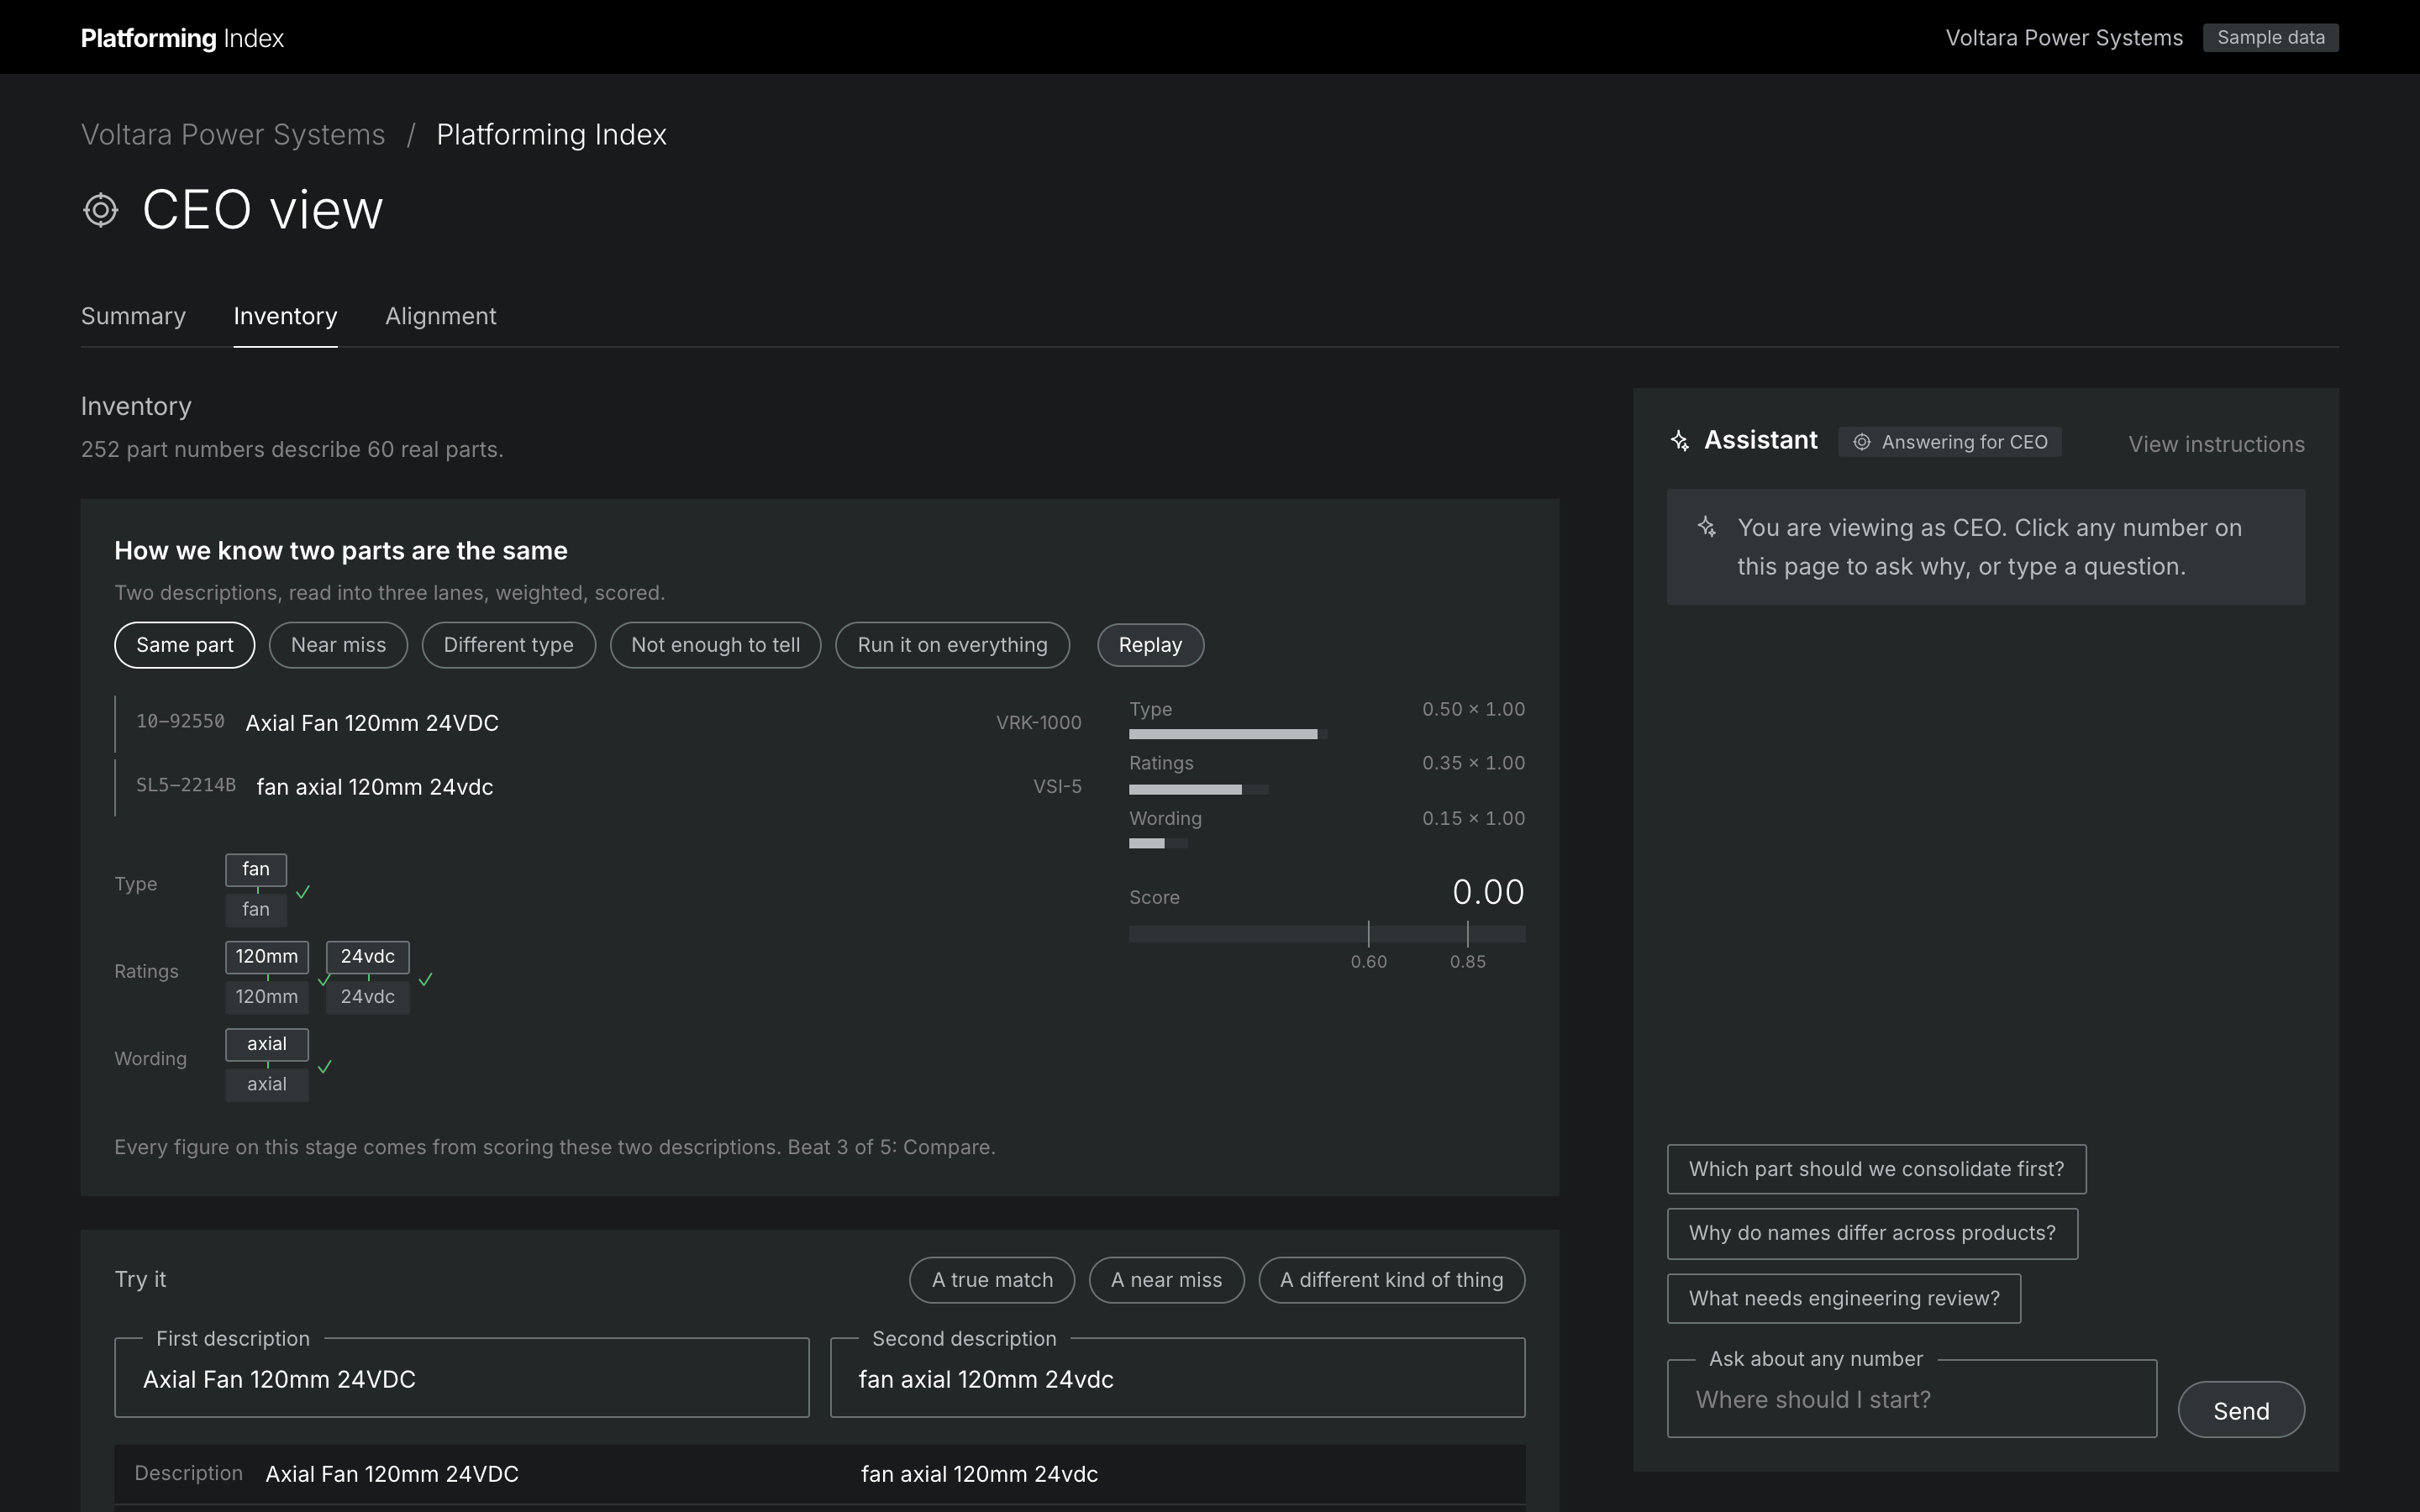 Platforming Index
Voltara Power Systems Sample data
Voltara Power Systems / Platforming Index
CEO view
Summary Inventory Alignment
Inventory
252 part numbers describe 60 real parts.
How we know two parts are the same
Two descriptions, read into three lanes, weighted, scored.
Same part Near miss Different type Not enough to tell Run it on everything Replay
10-92550 Axial Fan 120mm 24VDC VRK-1000
SL5-2214B fan axial 120mm 24vdc VSI-5
Type
fan
fan
Ratings
120mm 24vdc
120mm 24vdc
Wording
axial
axial
Type 0.50 × 1.00
Ratings 0.35 × 1.00
Wording 0.15 × 1.00
Score 0.00
0.60 0.85
Every figure on this stage comes from scoring these two descriptions. Beat 3 of 5: Compare.
Try it A true match A near miss A different kind of thing
First description
Axial Fan 120mm 24VDC
Second description
fan axial 120mm 24vdc
Description Axial Fan 120mm 24VDC fan axial 120mm 24vdc
Assistant Answering for CEO View instructions
You are viewing as CEO. Click any number on
this page to ask why, or type a question.
Which part should we consolidate first?
Why do names differ across products?
What needs engineering review?
Ask about any number
Where should I start?
Send